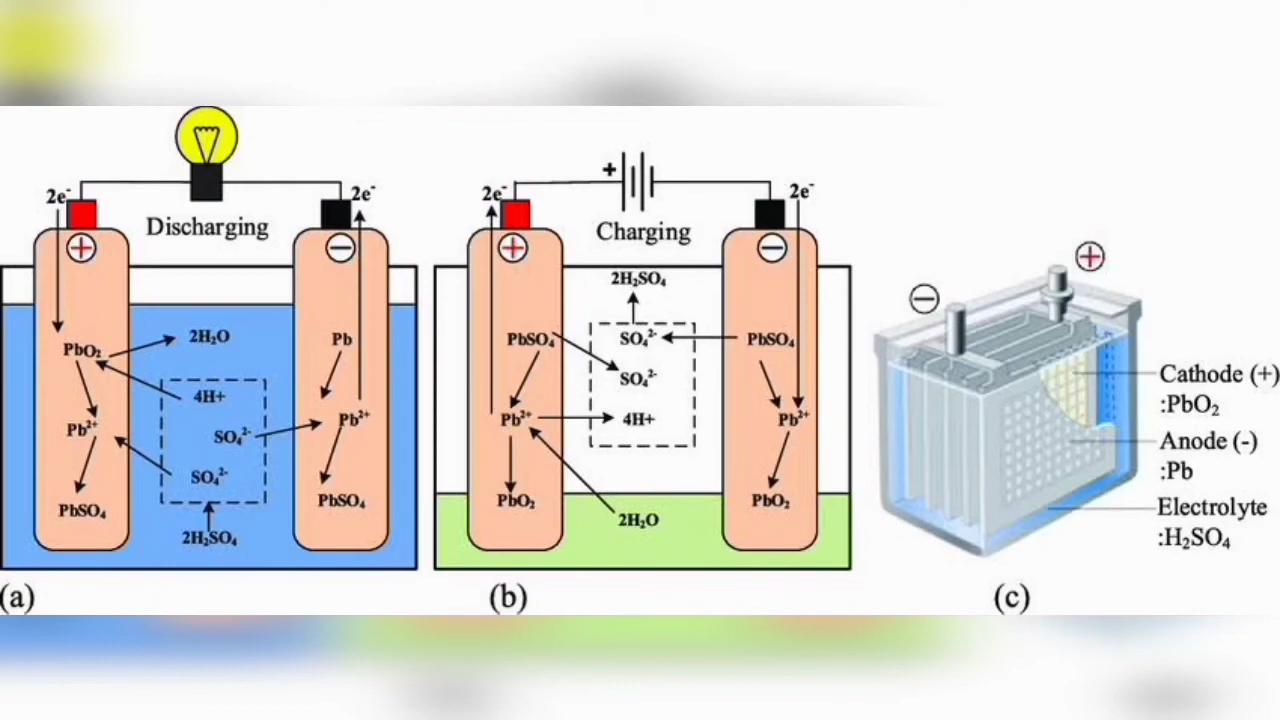 2e⁻
2e⁻
Discharging
+
−
PbO₂
2H₂O
Pb
4H+
Pb²⁺
SO₄²⁻
Pb²⁺
SO₄²⁻
PbSO₄
PbSO₄
2H₂SO₄
(a)
+
2e⁻
2e⁻
Charging
+
−
2H₂SO₄
PbSO₄
SO₄²⁻
PbSO₄
SO₄²⁻
Pb²⁺
4H+
Pb²⁺
PbO₂
PbO₂
2H₂O
(b)
+
−
Cathode (+)
:PbO₂
Anode (-)
:Pb
Electrolyte
:H₂SO₄
(c)